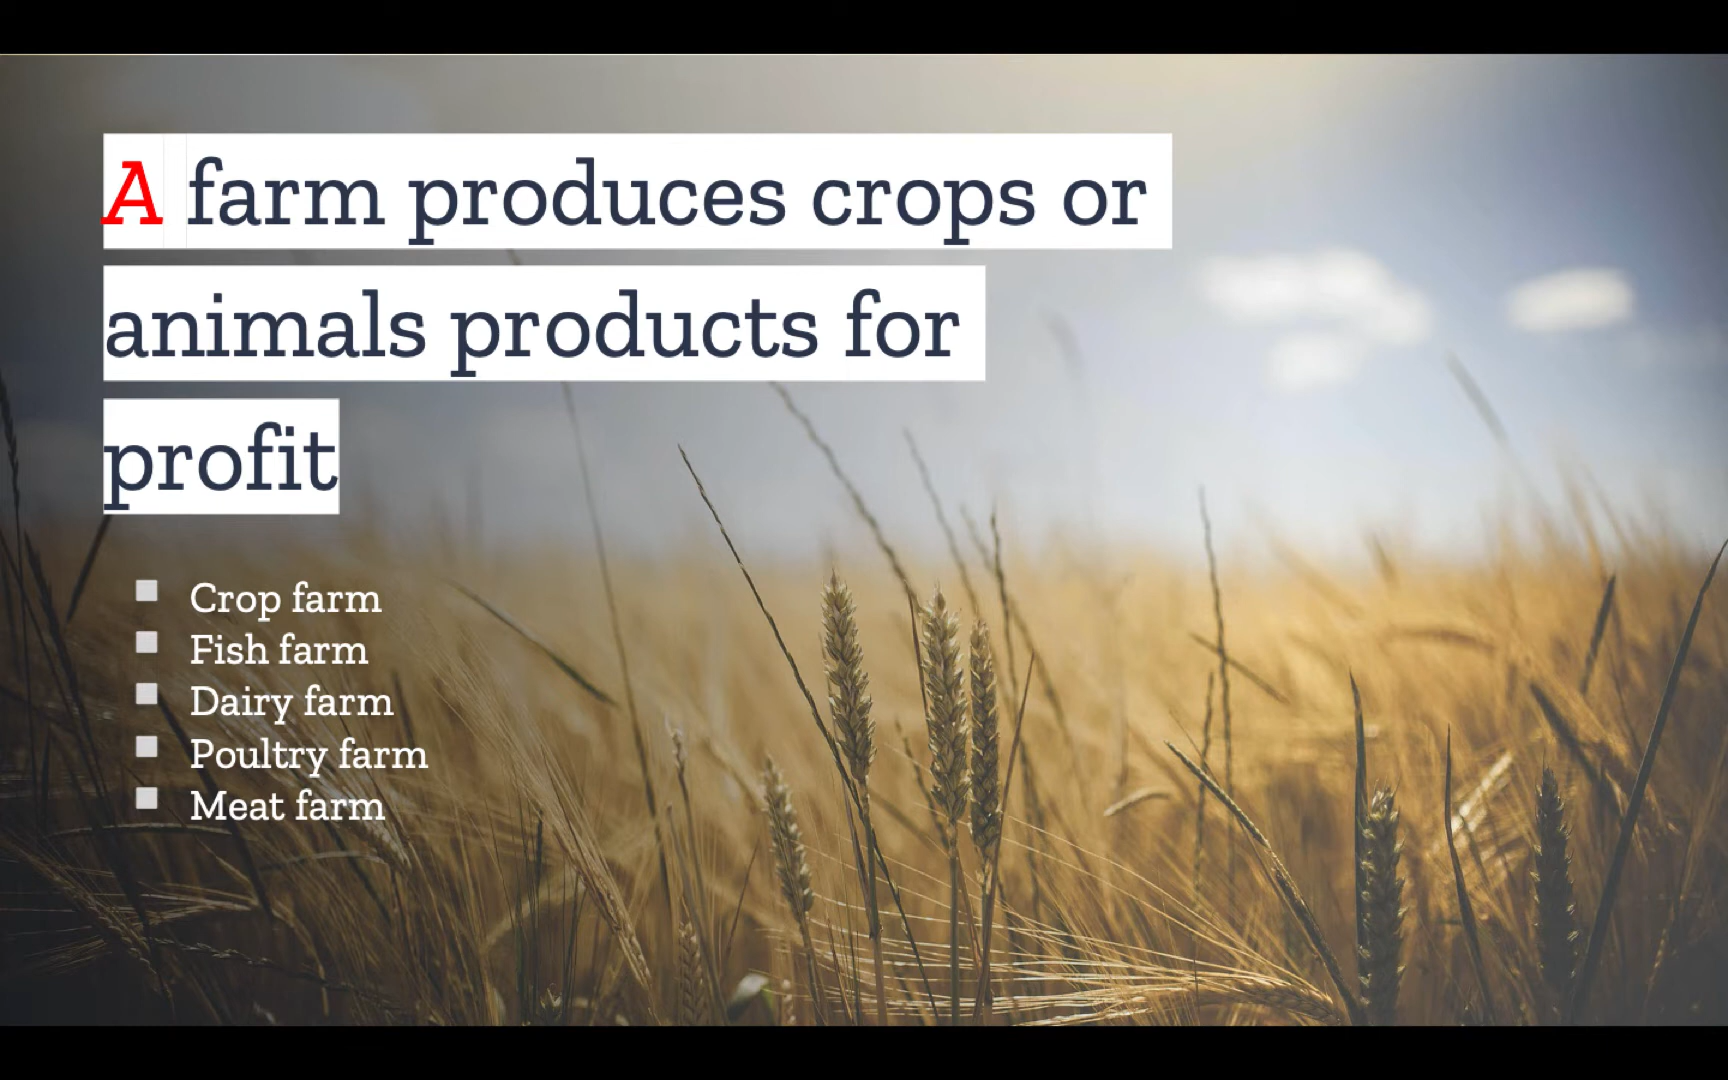 A farm produces crops or
animals products for
profit
Crop farm
Fish farm
Dairy farm
Poultry farm
Meat farm